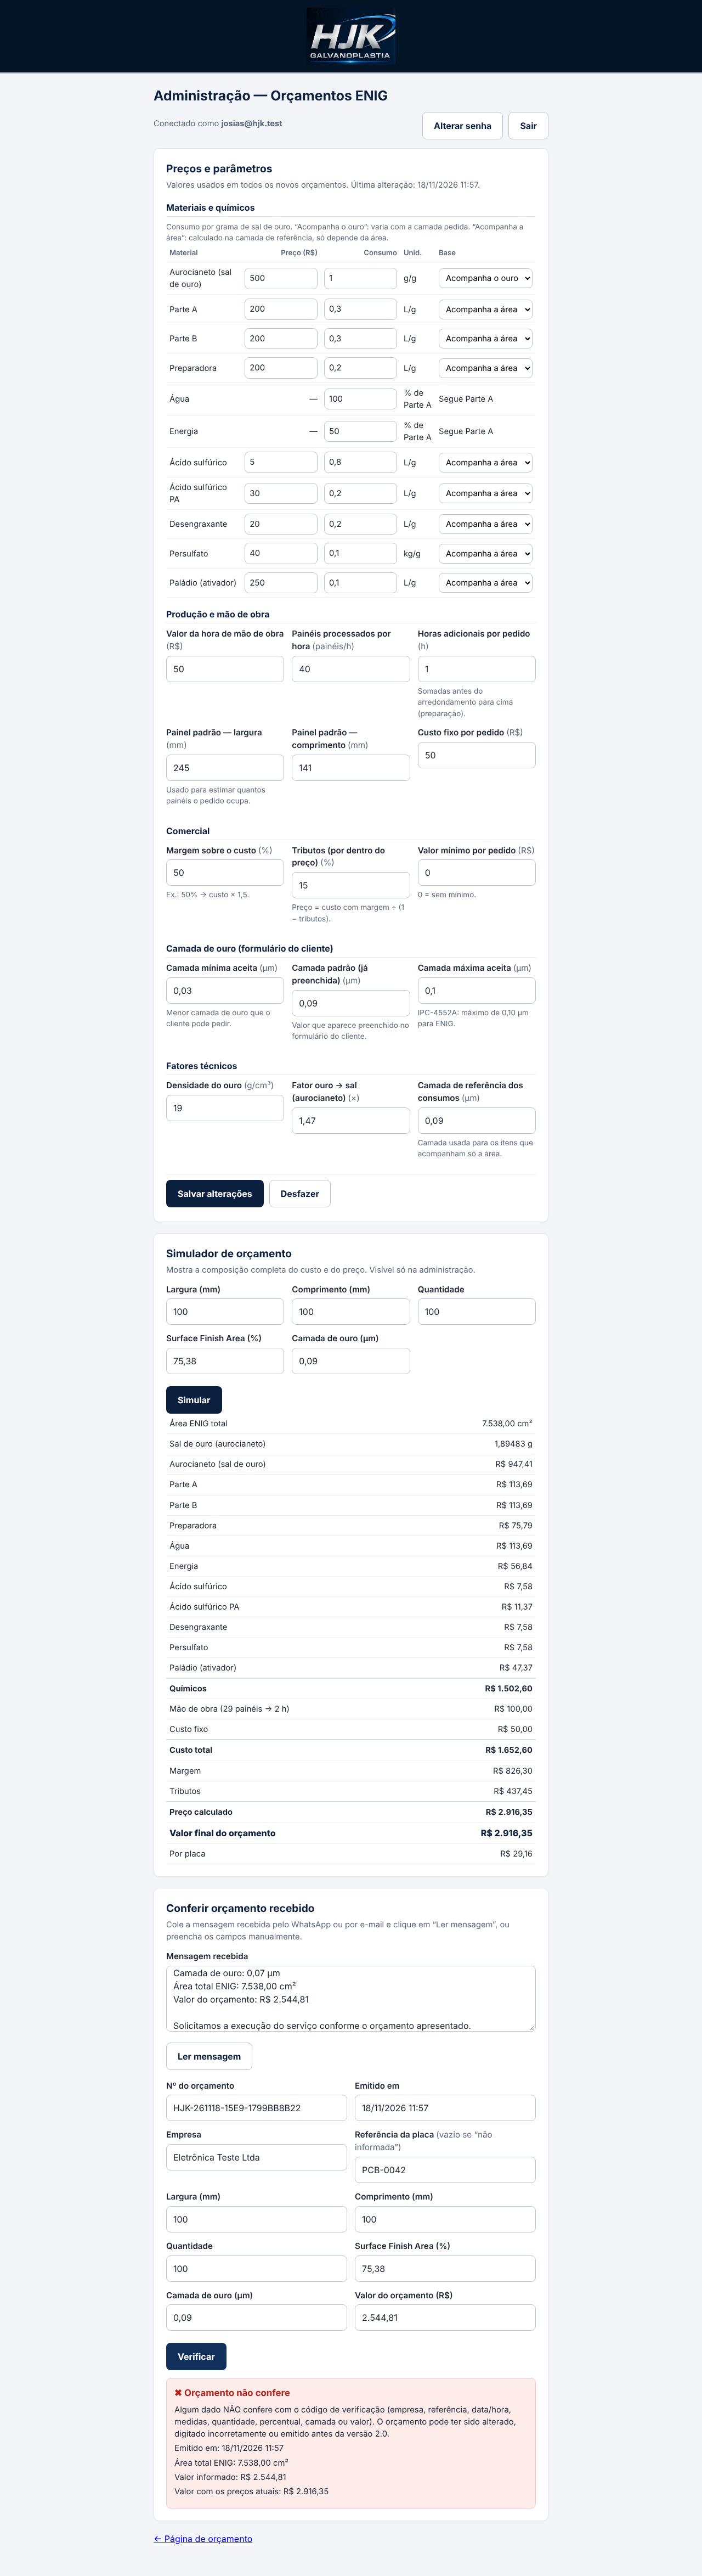 HJK
GALVANOPLASTIA
Administração — Orçamentos ENIG
Conectado como josias@hjk.test
Alterar senha
Sair
Preços e parâmetros
Valores usados em todos os novos orçamentos. Última alteração: 18/11/2026 11:57.
Materiais e químicos
Consumo por grama de sal de ouro. “Acompanha o ouro”: varia com a camada pedida. “Acompanha a
área”: calculado na camada de referência, só depende da área.
Material Preço (R$) Consumo Unid. Base
Aurocianeto (sal
de ouro) 500 1 g/g Acompanha o ouro
Parte A 200 0,3 L/g Acompanha a área
Parte B 200 0,3 L/g Acompanha a área
Preparadora 200 0,2 L/g Acompanha a área
Água — 100 % de
Parte A Segue Parte A
Energia — 50 % de
Parte A Segue Parte A
Ácido sulfúrico 5 0,8 L/g Acompanha a área
Ácido sulfúrico
PA 30 0,2 L/g Acompanha a área
Desengraxante 20 0,2 L/g Acompanha a área
Persulfato 40 0,1 kg/g Acompanha a área
Paládio (ativador) 250 0,1 L/g Acompanha a área
Produção e mão de obra
Valor da hora de mão de obra
(R$)
50
Painéis processados por
hora (painéis/h)
40
Horas adicionais por pedido
(h)
1
Somadas antes do
arredondamento para cima
(preparação).
Painel padrão — largura
(mm)
245
Usado para estimar quantos
painéis o pedido ocupa.
Painel padrão —
comprimento (mm)
141
Custo fixo por pedido (R$)
50
Comercial
Margem sobre o custo (%)
50
Ex.: 50% → custo × 1,5.
Tributos (por dentro do
preço) (%)
15
Preço = custo com margem ÷ (1
− tributos).
Valor mínimo por pedido (R$)
0
0 = sem mínimo.
Camada de ouro (formulário do cliente)
Camada mínima aceita (µm)
0,03
Menor camada de ouro que o
cliente pode pedir.
Camada padrão (já
preenchida) (µm)
0,09
Valor que aparece preenchido no
formulário do cliente.
Camada máxima aceita (µm)
0,1
IPC-4552A: máximo de 0,10 µm
para ENIG.
Fatores técnicos
Densidade do ouro (g/cm³)
19
Fator ouro → sal
(aurocianeto) (×)
1,47
Camada de referência dos
consumos (µm)
0,09
Camada usada para os itens que
acompanham só a área.
Salvar alterações
Desfazer
Simulador de orçamento
Mostra a composição completa do custo e do preço. Visível só na administração.
Largura (mm) Comprimento (mm) Quantidade
100 100 100
Surface Finish Area (%) Camada de ouro (µm)
75,38 0,09
Simular
Área ENIG total 7.538,00 cm²
Sal de ouro (aurocianeto) 1,89483 g
Aurocianeto (sal de ouro) R$ 947,41
Parte A R$ 113,69
Parte B R$ 113,69
Preparadora R$ 75,79
Água R$ 113,69
Energia R$ 56,84
Ácido sulfúrico R$ 7,58
Ácido sulfúrico PA R$ 11,37
Desengraxante R$ 7,58
Persulfato R$ 7,58
Paládio (ativador) R$ 47,37
Químicos R$ 1.502,60
Mão de obra (29 painéis → 2 h) R$ 100,00
Custo fixo R$ 50,00
Custo total R$ 1.652,60
Margem R$ 826,30
Tributos R$ 437,45
Preço calculado R$ 2.916,35
Valor final do orçamento R$ 2.916,35
Por placa R$ 29,16
Conferir orçamento recebido
Cole a mensagem recebida pelo WhatsApp ou por e-mail e clique em “Ler mensagem”, ou
preencha os campos manualmente.
Mensagem recebida
Camada de ouro: 0,07 µm
Área total ENIG: 7.538,00 cm²
Valor do orçamento: R$ 2.544,81
Solicitamos a execução do serviço conforme o orçamento apresentado.
Ler mensagem
Nº do orçamento
HJK-261118-15E9-1799BB8B22
Emitido em
18/11/2026 11:57
Empresa
Eletrônica Teste Ltda
Referência da placa (vazio se “não
informada”)
PCB-0042
Largura (mm) Comprimento (mm)
100 100
Quantidade Surface Finish Area (%)
100 75,38
Camada de ouro (µm) Valor do orçamento (R$)
0,09 2.544,81
Verificar
✖ Orçamento não confere
Algum dado NÃO confere com o código de verificação (empresa, referência, data/hora,
medidas, quantidade, percentual, camada ou valor). O orçamento pode ter sido alterado,
digitado incorretamente ou emitido antes da versão 2.0.
Emitido em: 18/11/2026 11:57
Área total ENIG: 7.538,00 cm²
Valor informado: R$ 2.544,81
Valor com os preços atuais: R$ 2.916,35
← Página de orçamento